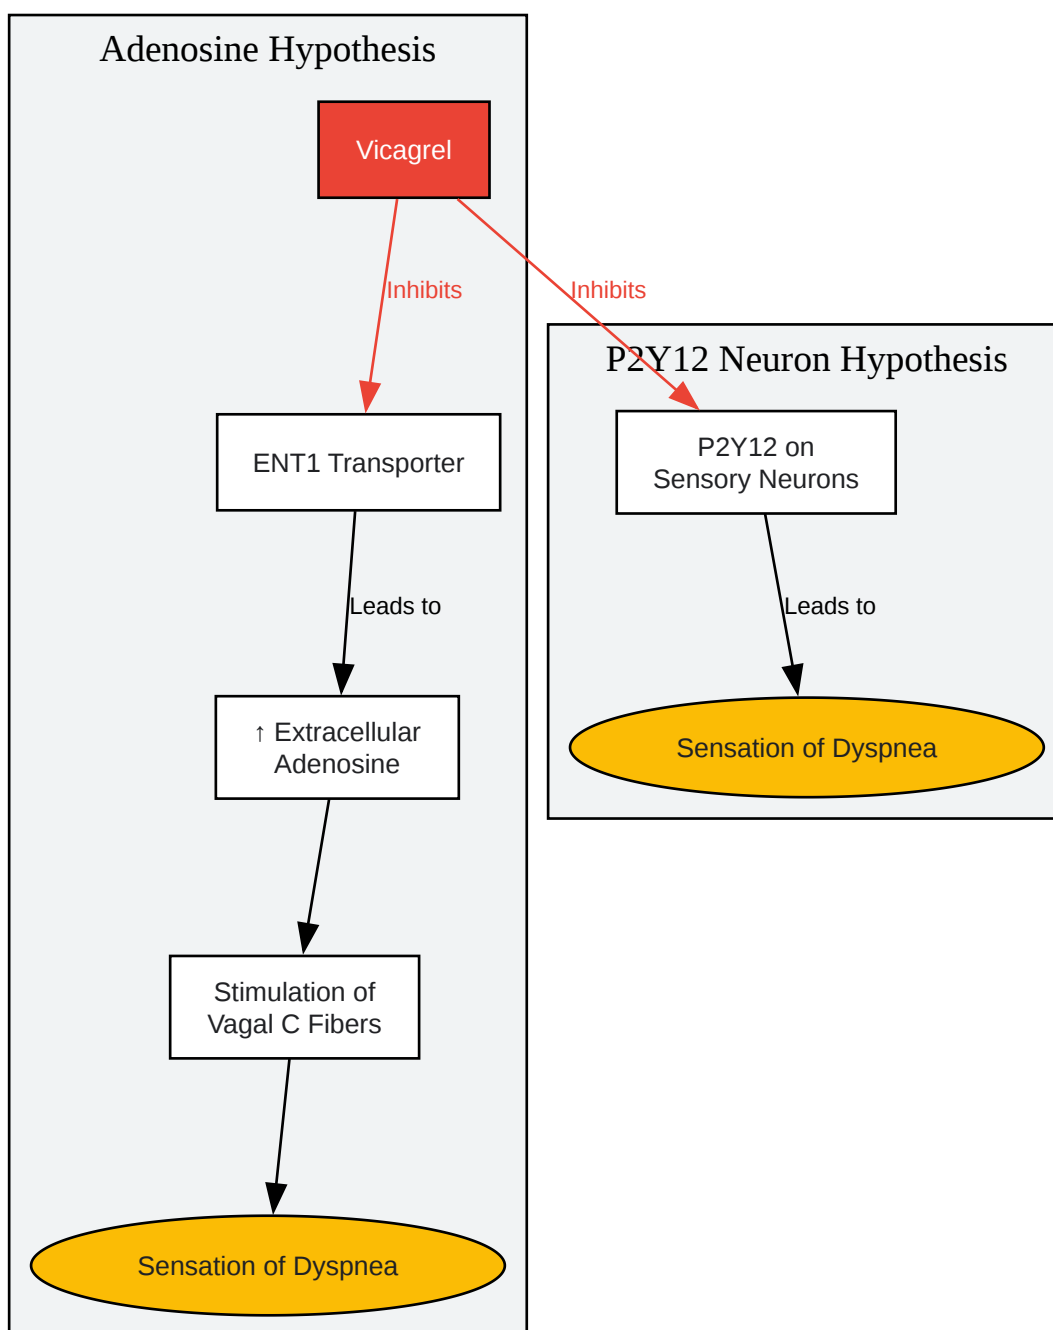 Adenosine Hypothesis
Vicagrel
Inhibits
Inhibits
P2Y12 Neuron Hypothesis
ENT1 Transporter
P2Y12 on
Sensory Neurons
Leads to
Leads to
↑ Extracellular
Adenosine
Sensation of Dyspnea
Stimulation of
Vagal C Fibers
Sensation of Dyspnea